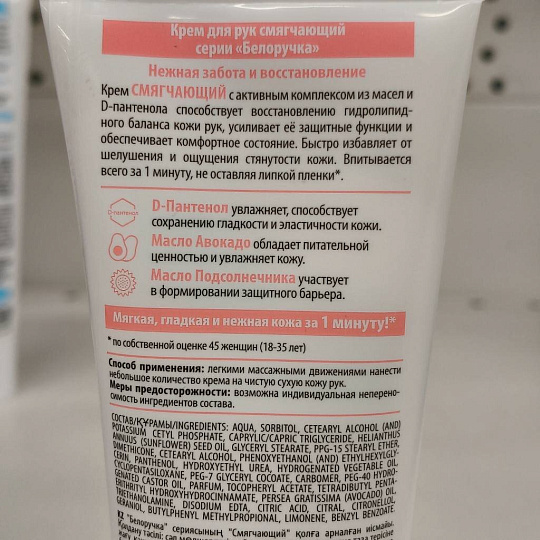 Крем для рук смягчающий
серии «Белоручка»
Нежная забота и восстановление
Крем СМЯГЧАЮЩИЙ с активным комплексом из масел и
D-пантенола способствует восстановлению гидролипид-
ного баланса кожи рук, усиливает её защитные функции и
обеспечивает комфортное состояние. Быстро избавляет от
шелушения и ощущения стянутости кожи. Впитывается
всего за 1 минуту, не оставляя липкой пленки*.
D-пантенол
D-Пантенол увлажняет, способствует
сохранению гладкости и эластичности кожи.
Масло Авокадо обладает питательной
ценностью и увлажняет кожу.
Масло Подсолнечника участвует
в формировании защитного барьера.
Мягкая, гладкая и нежная кожа за 1 минуту!*
* по собственной оценке 45 женщин (18-35 лет)
Способ применения: легкими массажными движениями нанести
небольшое количество крема на чистую сухую кожу рук.
Меры предосторожности: возможна индивидуальная неперено-
симость ингредиентов состава.
СОСТАВ/ҚҰРАМЫ/INGREDIENTS: AQUA, SORBITOL, CETEARYL ALCOHOL (AND)
POTASSIUM CETYL PHOSPHATE, CAPRYLIC/CAPRIC TRIGLYCERIDE, HELIANTHUS
ANNUUS (SUNFLOWER) SEED OIL, GLYCERYL STEARATE, PPG-15 STEARYL ETHER,
DIMETHICONE, CETEARYL ALCOHOL, PHENOXYETHANOL (AND) ETHYLHEXYLGLY-
CERIN, PANTHENOL, HYDROXYETHYL UREA, HYDROGENATED VEGETABLE OIL,
CYCLOPENTASILOXANE, PEG-7 GLYCERYL COCOATE, CARBOMER, PEG-40 HYDRO-
GENATED CASTOR OIL, PARFUM, TOCOPHERYL ACETATE, TETRADIBUTYL PENTA-
ERITHRITYL HYDROXYHYDROCINNAMATE, PERSEA GRATISSIMA (AVOCADO) OIL,
TRIETHANOLAMINE, DISODIUM EDTA, CITRIC ACID, CITRAL, CITRONELLOL,
GERANIOL, BUTYLPHENYL METHYLPROPIONAL, LIMONENE, BENZYL BENZOATE.
KZ "Белоручка" сериясының "Смягчающий" қолға арналған иісмайы.
Қолдану тәсілі: